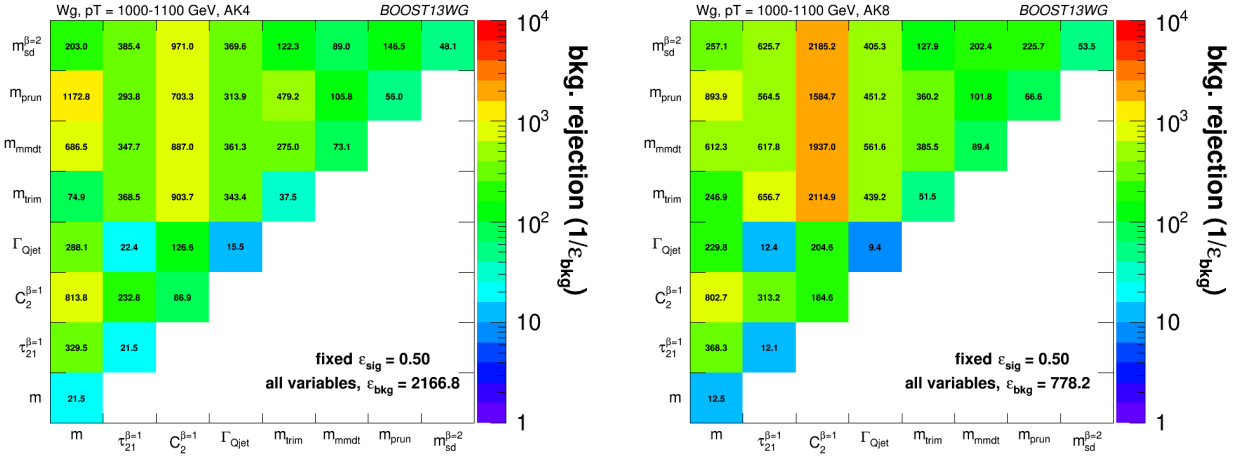 Wg, pT = 1000-1100 GeV, AK4 BOOST13WG
m_sd^β=2 203.0 385.4 971.0 369.6 122.3 89.0 146.5 48.1
m_prun 1172.8 293.8 703.3 313.9 479.2 105.8 56.0
m_mmdt 686.5 347.7 887.0 361.3 275.0 73.1
m_trim 74.9 368.5 903.7 343.4 37.5
Γ_Qjet 288.1 22.4 126.6 15.5
C_2^β=1 813.8 232.8 86.9
τ_21^β=1 329.5 21.5
m 21.5
fixed ε_sig = 0.50
all variables, ε_bkg = 2166.8
m τ_21^β=1 C_2^β=1 Γ_Qjet m_trim m_mmdt m_prun m_sd^β=2
10^4
10^3
10^2
10
1
bkg. rejection (1/ε_bkg)
Wg, pT = 1000-1100 GeV, AK8 BOOST13WG
m_sd^β=2 257.1 625.7 2185.2 405.3 127.9 202.4 225.7 53.5
m_prun 893.9 564.5 1584.7 451.2 360.2 101.8 66.6
m_mmdt 612.3 617.8 1937.0 561.6 385.5 89.4
m_trim 246.9 656.7 2114.9 439.2 51.5
Γ_Qjet 229.8 12.4 204.6 9.4
C_2^β=1 802.7 313.2 184.6
τ_21^β=1 368.3 12.1
m 12.5
fixed ε_sig = 0.50
all variables, ε_bkg = 778.2
m τ_21^β=1 C_2^β=1 Γ_Qjet m_trim m_mmdt m_prun m_sd^β=2
10^4
10^3
10^2
10
1
bkg. rejection (1/ε_bkg)